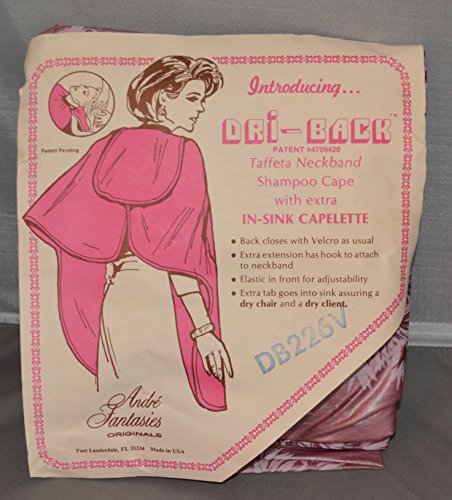 Introducing...
DRI-BACK™
PATENT #4709420
Taffeta Neckband
Shampoo Cape
with extra
IN-SINK CAPELETTE
• Back closes with Velcro as usual
• Extra extension has hook to attach
to neckband
• Elastic in front for adjustability
• Extra tab goes into sink assuring a
dry chair and a dry client.
Patent Pending
DB226V
André
Fantasies
ORIGINALS
Fort Lauderdale, FL 33334 Made in USA